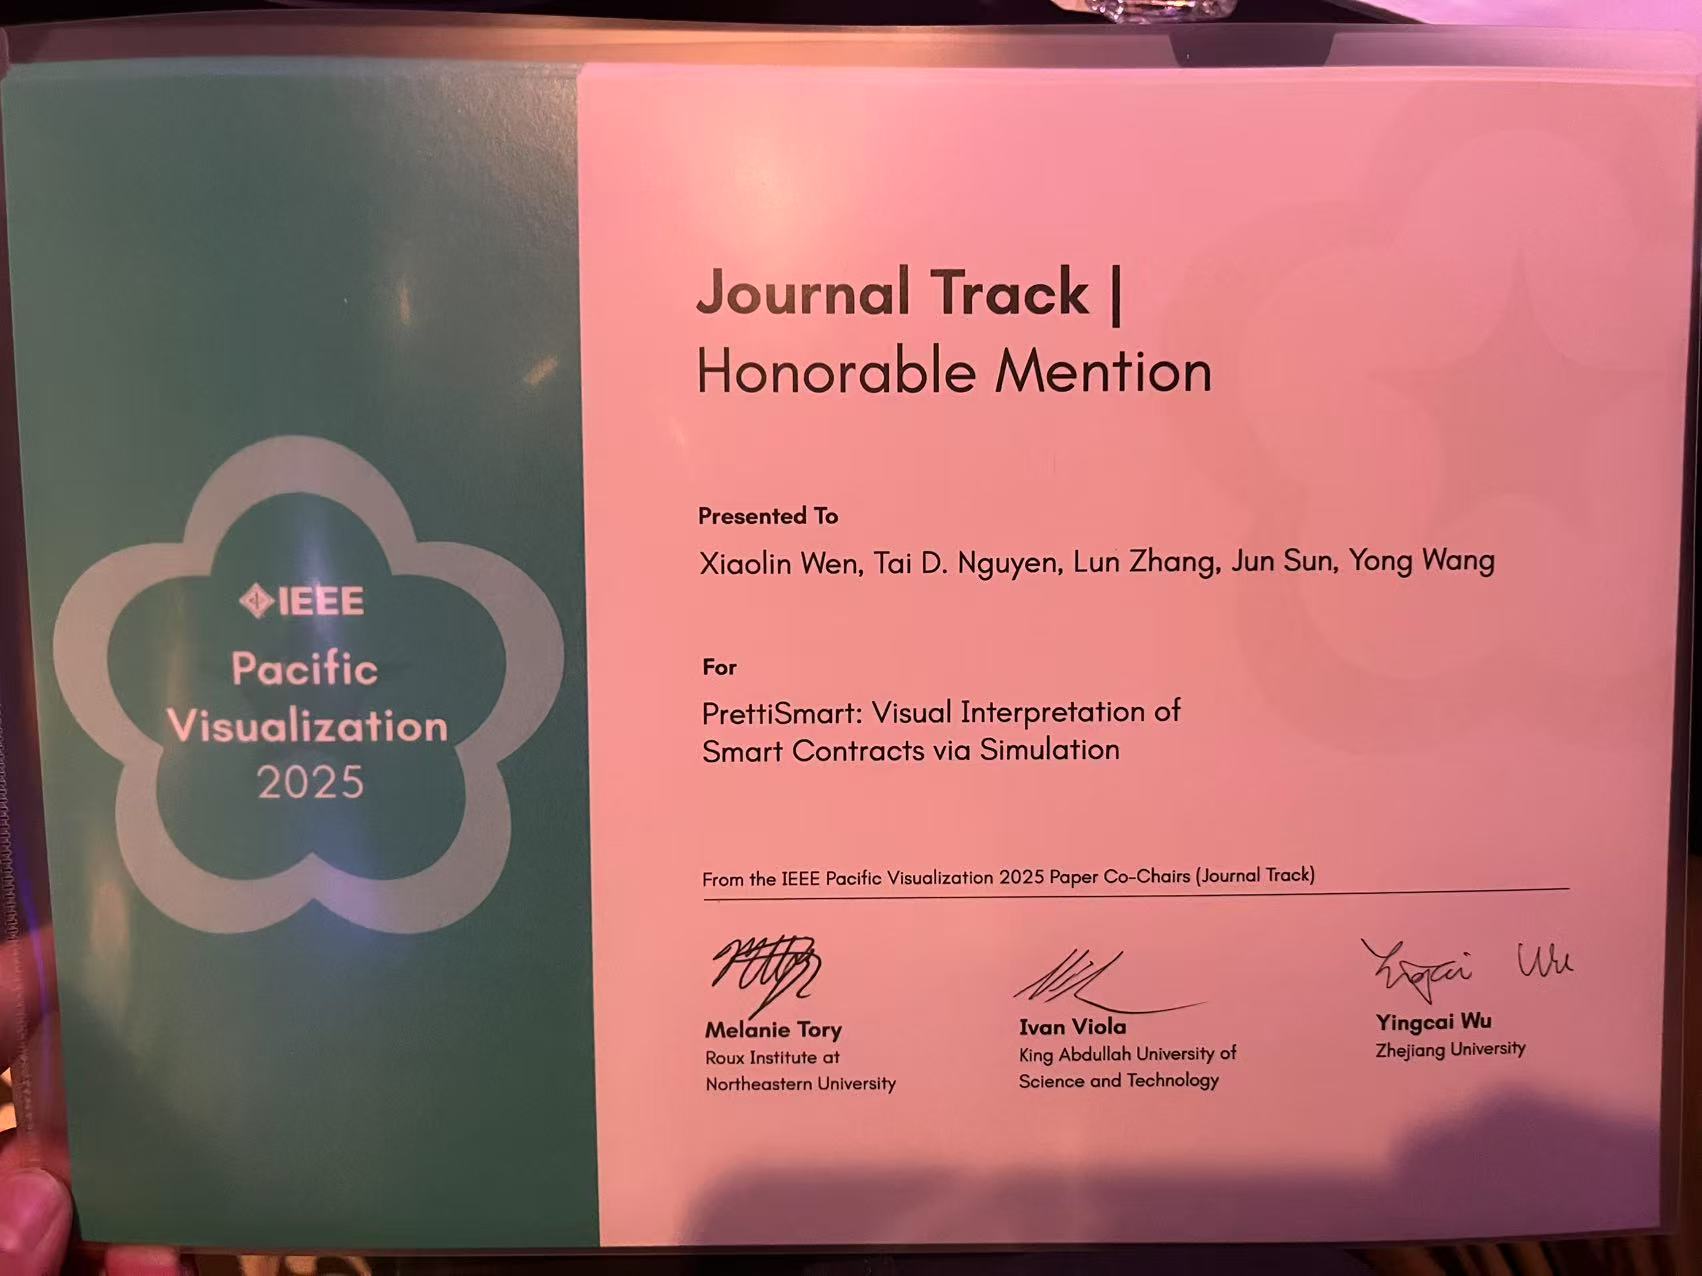 IEEE
Pacific
Visualization
2025
Journal Track |
Honorable Mention
Presented To
Xiaolin Wen, Tai D. Nguyen, Lun Zhang, Jun Sun, Yong Wang
For
PrettiSmart: Visual Interpretation of
Smart Contracts via Simulation
From the IEEE Pacific Visualization 2025 Paper Co-Chairs (Journal Track)
Yingcai Wu
Melanie Tory
Roux Institute at
Northeastern University
Ivan Viola
King Abdullah University of
Science and Technology
Yingcai Wu
Zhejiang University